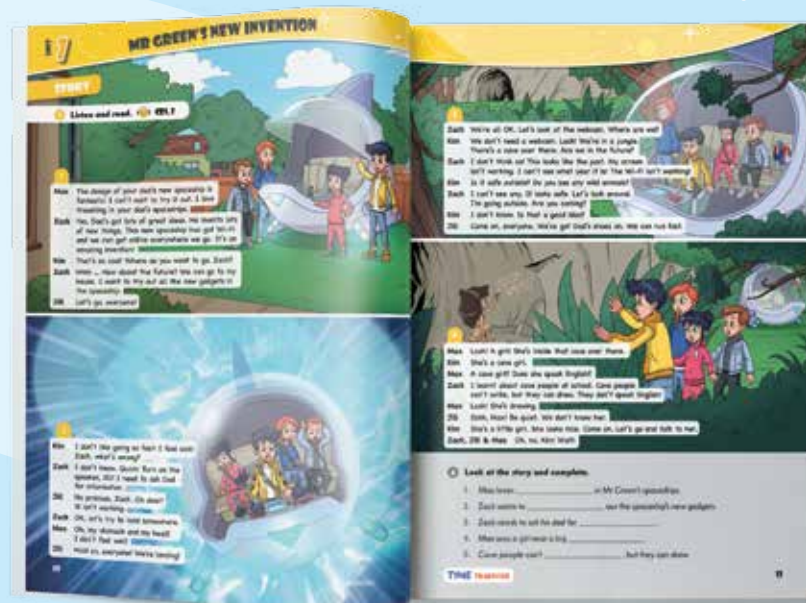 7
MR GREEN'S NEW INVENTION
STORY
Listen and read.
Max The design of your dad's new spaceship is
fantastic! I can't wait to try it out. I love
travelling in your dad's spaceships.
Zack Yes, Dad's got lots of great ideas. He invents lots
of new things. This new spaceship has got Wi-Fi
and we can get online everywhere we go. It's an
amazing invention!
Kim That's so cool! Where do you want to go, Zack?
Zack Hmm ... How about the future? We can go to my
house. I want to try out all the new gadgets in
the spaceship.
Jill Let's go, everyone!
Kim I don't like going so fast! I feel sick!
Zack, what's wrong?
Zack I don't know. Quick! Turn on the
speaker, Jill! I need to ask Dad
for information.
Jill No problem, Zack. Oh dear!
It isn't working.
Zack OK, let's try to land somewhere.
Max Oh, my stomach and my head!
I don't feel well.
Jill Hold on, everyone! We're landing!
10
Zack We're all OK. Let's look at the webcam. Where are we?
Kim We don't need a webcam. Look! We're in a jungle.
There's a cave over there. Are we in the future?
Zack I don't think so! This looks like the past. My screen
isn't working. I can't see what year it is! The Wi-Fi isn't working!
Kim Is it safe outside? Do you see any wild animals?
Zack I can't see any. It looks safe. Let's look around.
I'm going outside. Are you coming?
Kim I don't know. Is that a good idea?
Jill Come on, everyone. We've got Dad's shoes on. We can run fast.
Max Look! A girl! She's inside that cave over there.
Kim She's a cave girl.
Max A cave girl? Does she speak English?
Zack I learnt about cave people at school. Cave people
can't write, but they can draw. They don't speak English!
Max Look! She's drawing.
Jill Shhh, Max! Be quiet. We don't know her.
Kim She's a little girl. She looks nice. Come on. Let's go and talk to her.
Zack, Jill & Max Oh, no, Kim! Wait!
Look at the story and complete.
1 Max loves ____ in Mr Green's spaceships.
2 Zack wants to ____ out the spaceship's new gadgets.
3 Zack needs to ask his dad for ____.
4 Max sees a girl near a big ____.
5 Cave people can't ____, but they can draw.
TIME
11